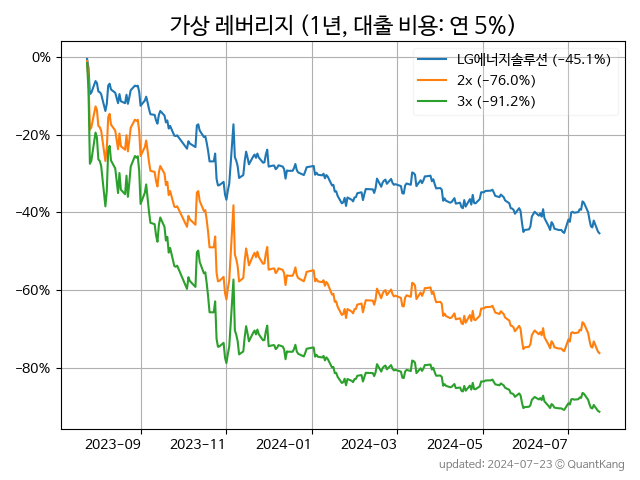 가상 레버리지 (1년, 대출 비용: 연 5%)
LG에너지솔루션 (−45.1%)
2x (−76.0%)
3x (−91.2%)
0%
−20%
−40%
−60%
−80%
2023-09 2023-11 2024-01 2024-03 2024-05 2024-07
updated: 2024-07-23 © QuantKang